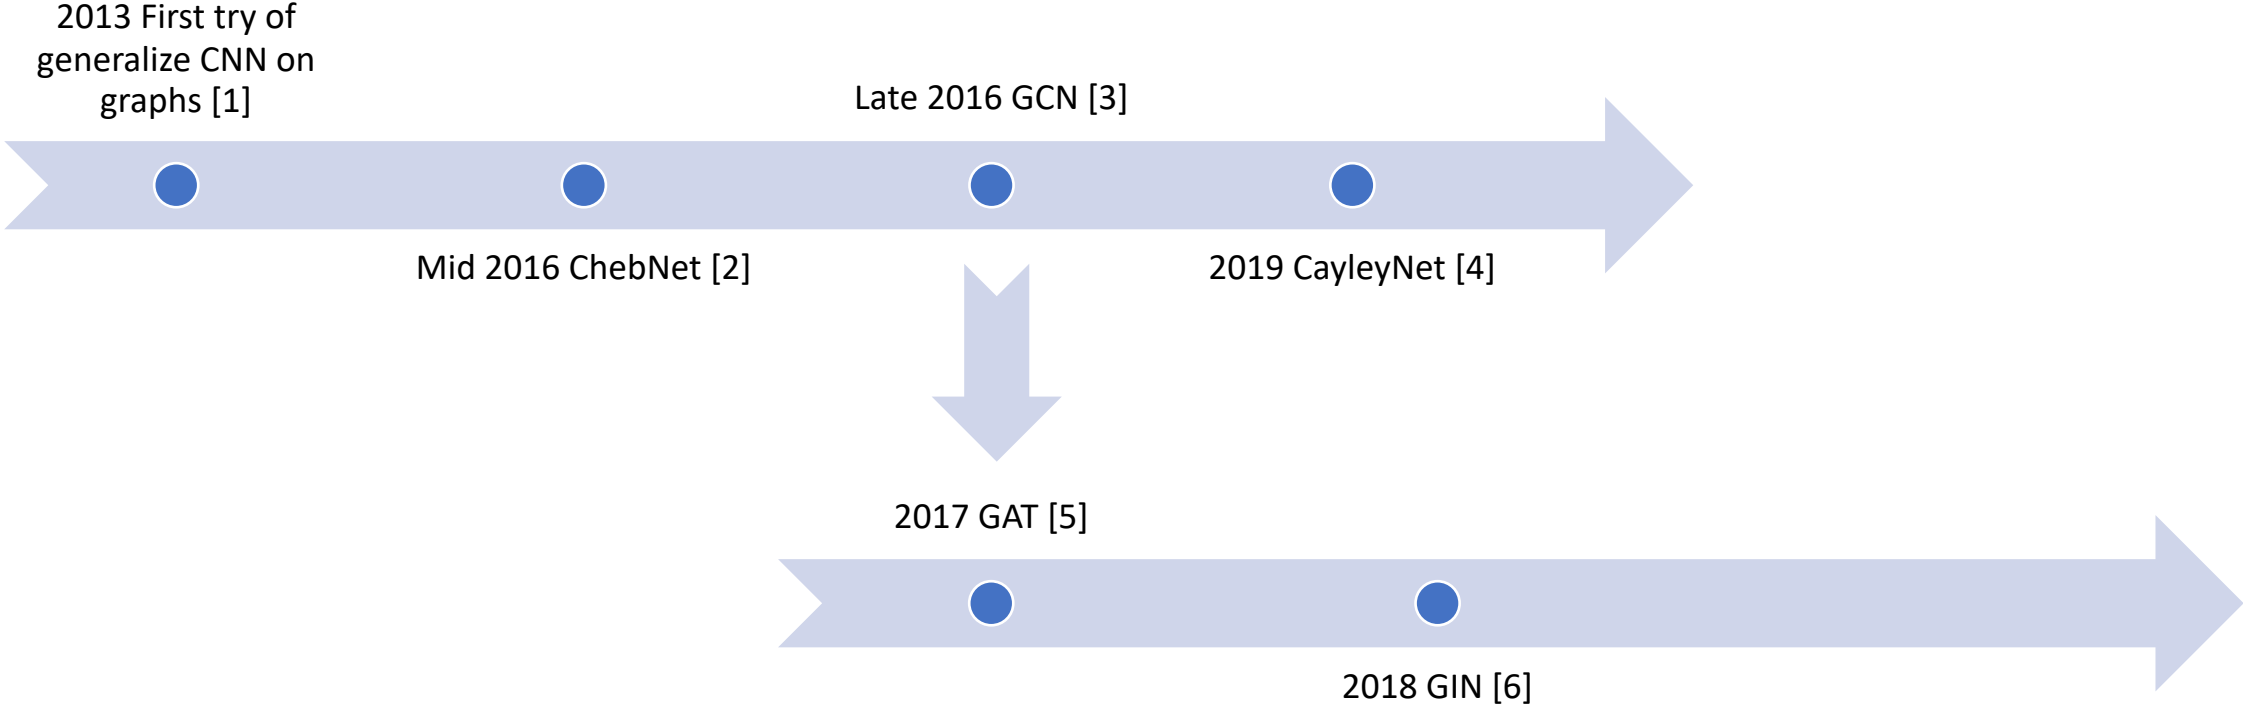 2013 First try of
generalize CNN on
graphs [1]
Late 2016 GCN [3]
Mid 2016 ChebNet [2]
2019 CayleyNet [4]
2017 GAT [5]
2018 GIN [6]